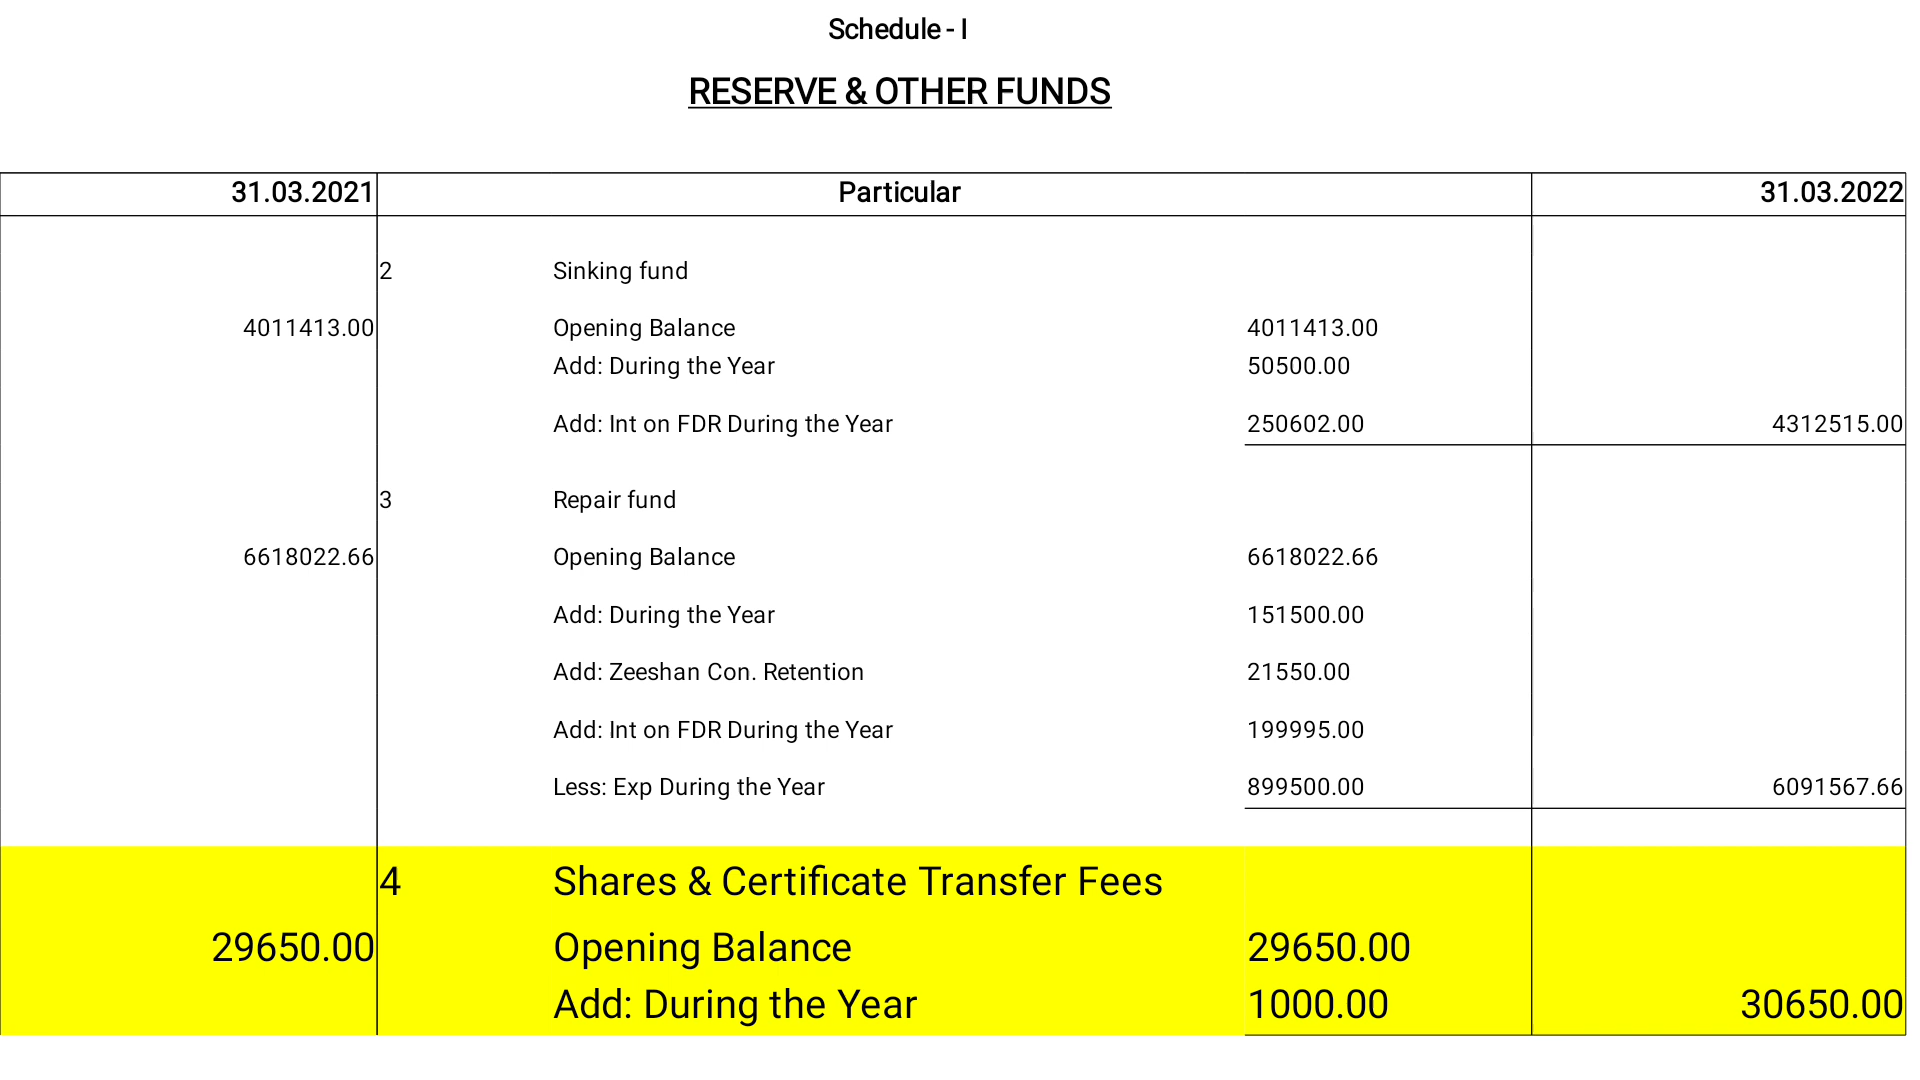 Schedule - I
RESERVE & OTHER FUNDS
31.03.2021 Particular 31.03.2022
2 Sinking fund
4011413.00 Opening Balance 4011413.00
Add: During the Year 50500.00
Add: Int on FDR During the Year 250602.00 4312515.00
3 Repair fund
6618022.66 Opening Balance 6618022.66
Add: During the Year 151500.00
Add: Zeeshan Con. Retention 21550.00
Add: Int on FDR During the Year 199995.00
Less: Exp During the Year 899500.00 6091567.66
4 Shares & Certificate Transfer Fees
29650.00 Opening Balance 29650.00
Add: During the Year 1000.00 30650.00